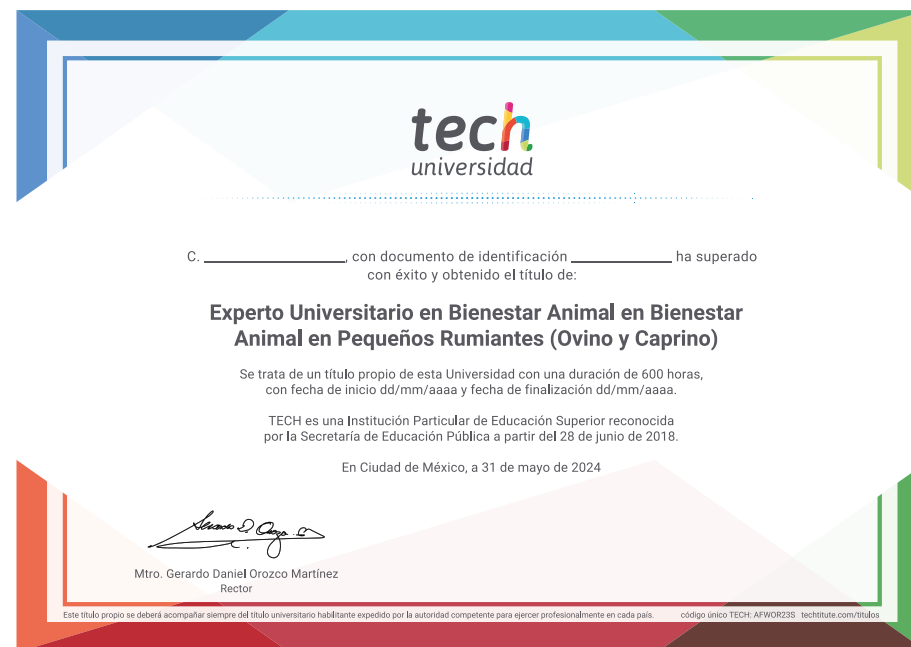 tech
universidad
C. ____________, con documento de identificación ____________ ha superado
con éxito y obtenido el título de:
Experto Universitario en Bienestar Animal en Bienestar
Animal en Pequeños Rumiantes (Ovino y Caprino)
Se trata de un título propio de esta Universidad con una duración de 600 horas,
con fecha de inicio dd/mm/aaaa y fecha de finalización dd/mm/aaaa.
TECH es una Institución Particular de Educación Superior reconocida
por la Secretaría de Educación Pública a partir del 28 de junio de 2018.
En Ciudad de México, a 31 de mayo de 2024
Mtro. Gerardo Daniel Orozco Martínez
Rector
Este título propio se deberá acompañar siempre del título universitario habilitante expedido por la autoridad competente para ejercer profesionalmente en cada país. código único TECH: AFWOR23S techtitute.com/titulos